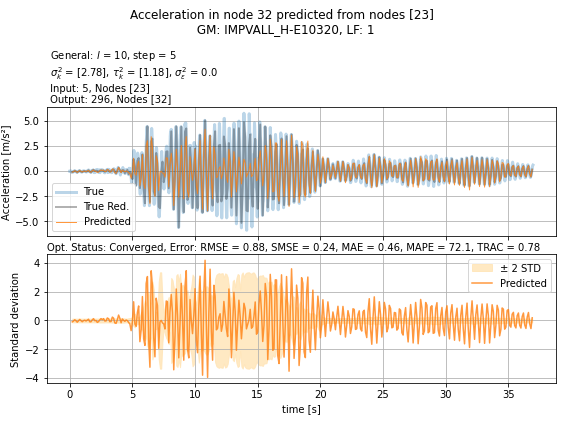 Acceleration in node 32 predicted from nodes [23]
GM: IMPVALL_H-E10320, LF: 1
General: l = 10, step = 5
σ²ₖ = [2.78], τ²ₖ = [1.18], σ²ε = 0.0
Input: 5, Nodes [23]
Output: 296, Nodes [32]
Acceleration [m/s²]
5.0
2.5
0.0
−2.5
−5.0
True
True Red.
Predicted
Opt. Status: Converged, Error: RMSE = 0.88, SMSE = 0.24, MAE = 0.46, MAPE = 72.1, TRAC = 0.78
Standard deviation
4
2
0
−2
−4
± 2 STD
Predicted
0 5 10 15 20 25 30 35
time [s]